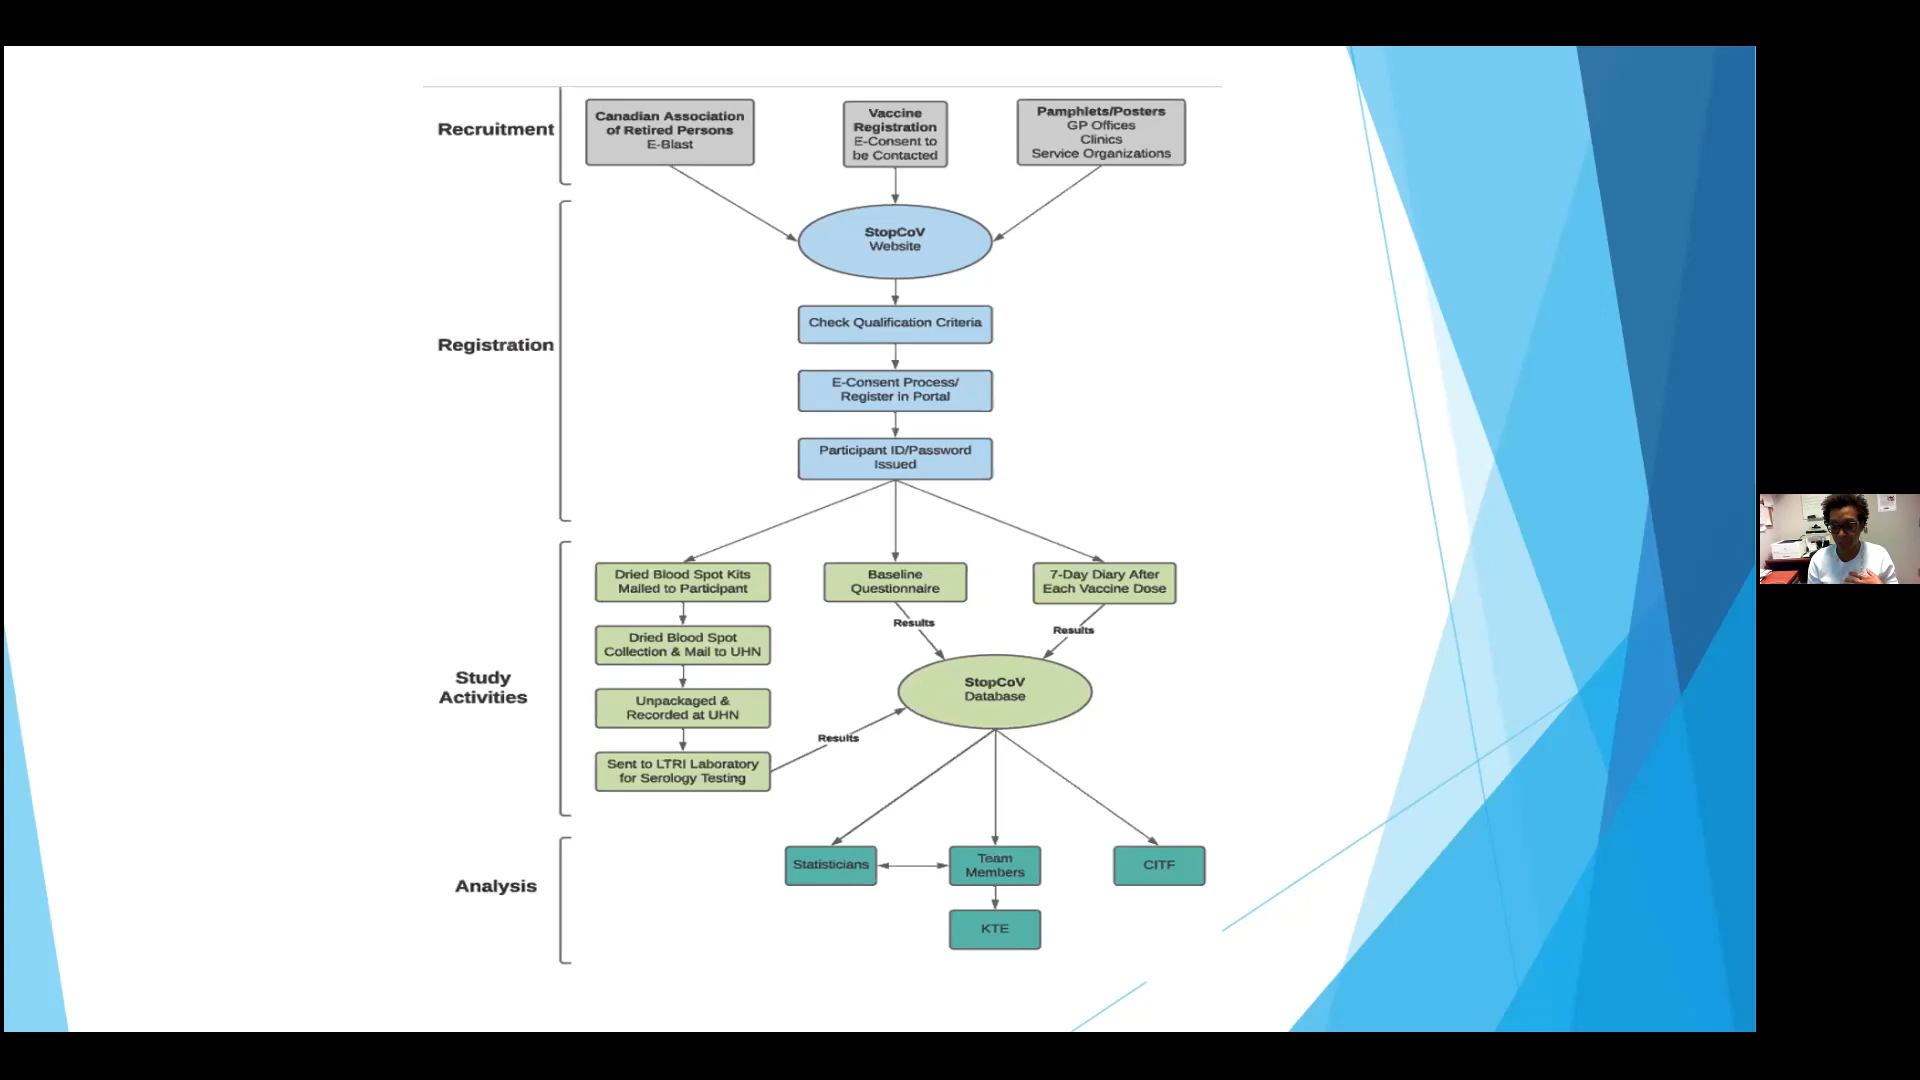 Recruitment
Canadian Association
of Retired Persons
E-Blast
Vaccine
Registration
E-Consent to
be Contacted
Pamphlets/Posters
GP Offices
Clinics
Service Organizations
Registration
StopCoV
Website
Check Qualification Criteria
E-Consent Process/
Register in Portal
Participant ID/Password
Issued
Study
Activities
Dried Blood Spot Kits
Mailed to Participant
Baseline
Questionnaire
7-Day Diary After
Each Vaccine Dose
Results
Results
Dried Blood Spot
Collection & Mail to UHN
StopCoV
Database
Unpackaged &
Recorded at UHN
Results
Sent to LTRI Laboratory
for Serology Testing
Analysis
Statisticians
Team
Members
CITF
KTE